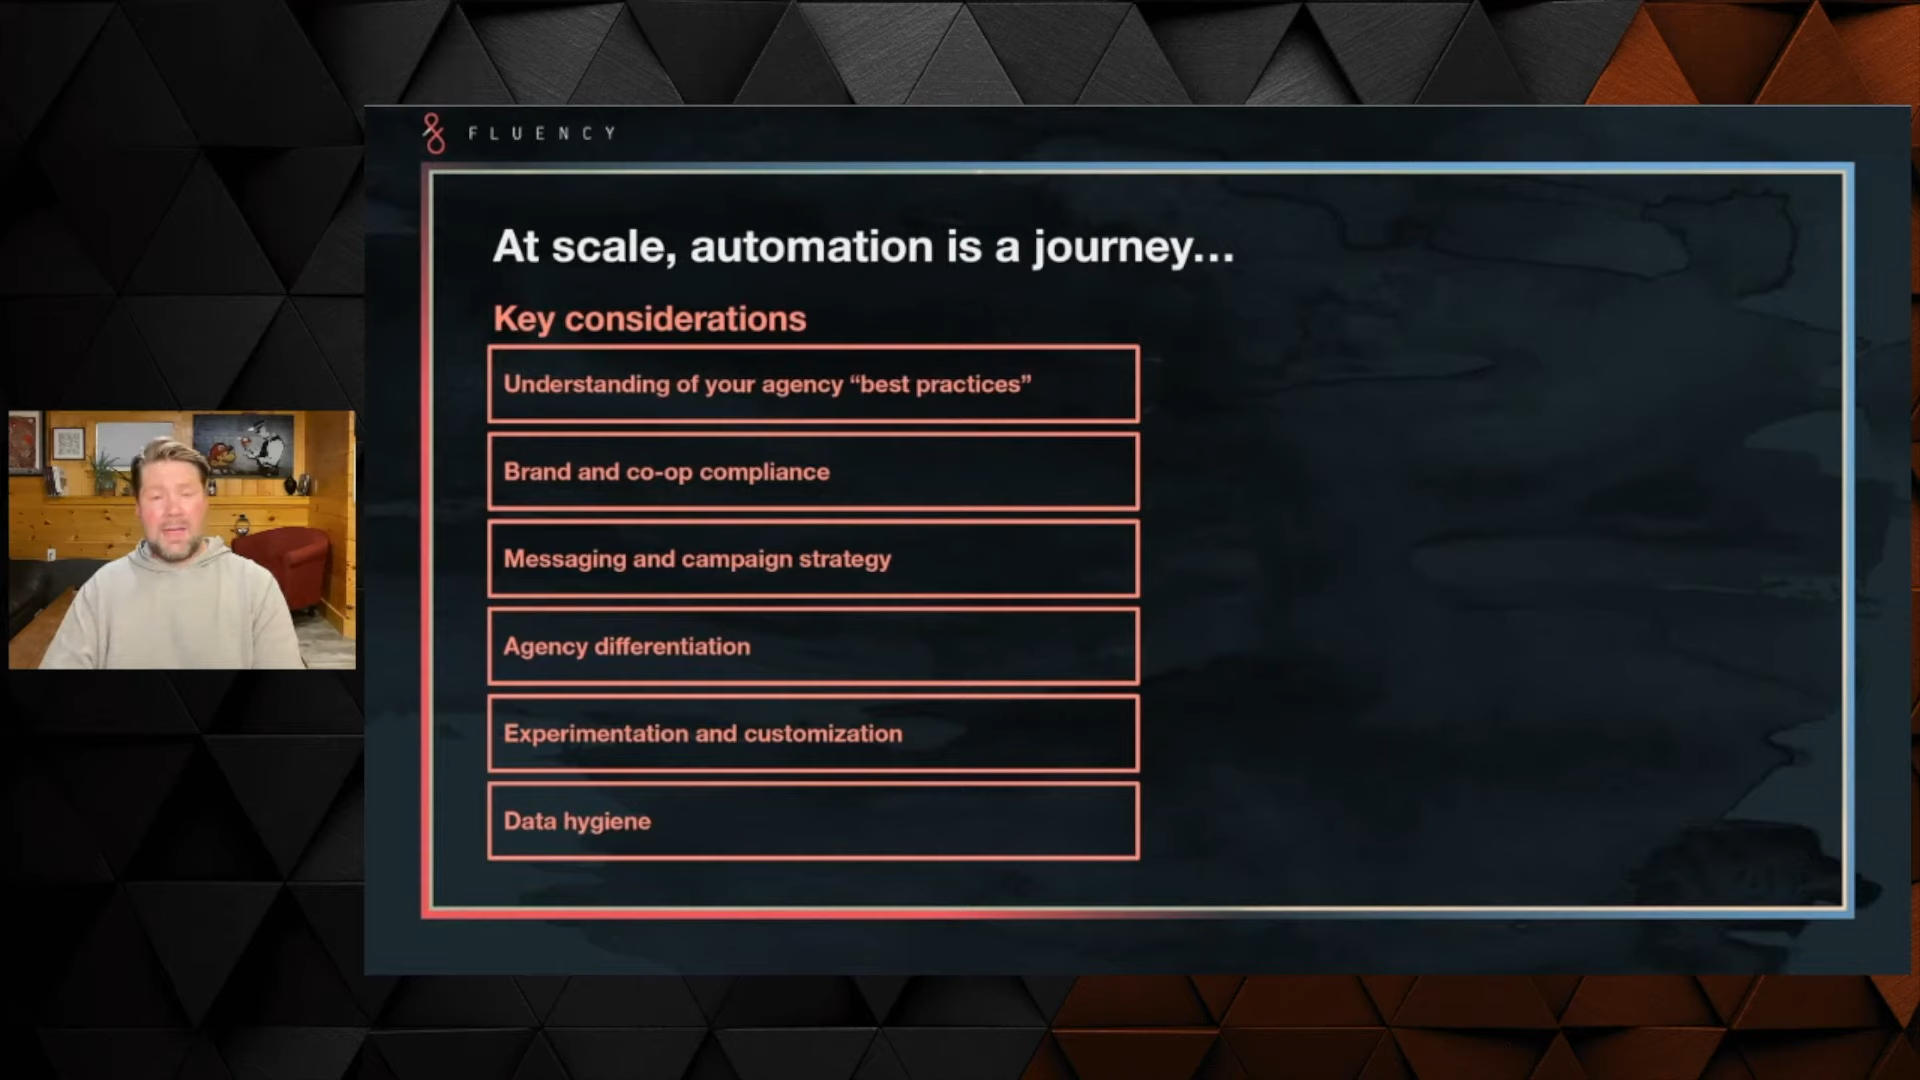 FLUENCY
At scale, automation is a journey...
Key considerations
Understanding of your agency “best practices”
Brand and co-op compliance
Messaging and campaign strategy
Agency differentiation
Experimentation and customization
Data hygiene